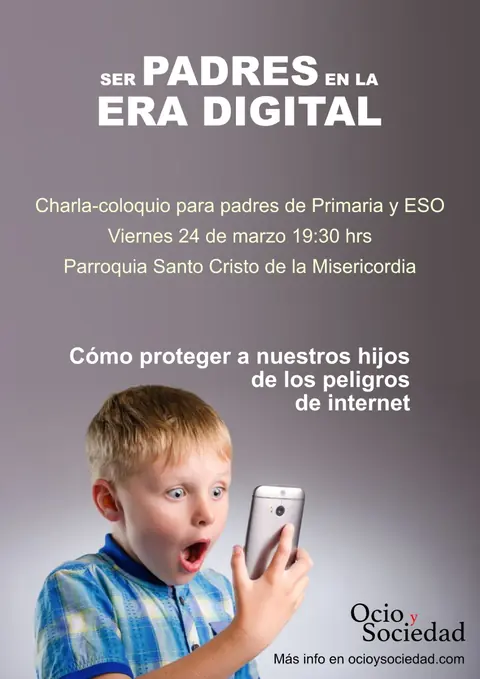 SER PADRES EN LA
ERA DIGITAL
Charla-coloquio para padres de Primaria y ESO
Viernes 24 de marzo 19:30 hrs
Parroquia Santo Cristo de la Misericordia
Cómo proteger a nuestros hijos
de los peligros
de internet
Ocio y
Sociedad
Más info en ocioysociedad.com